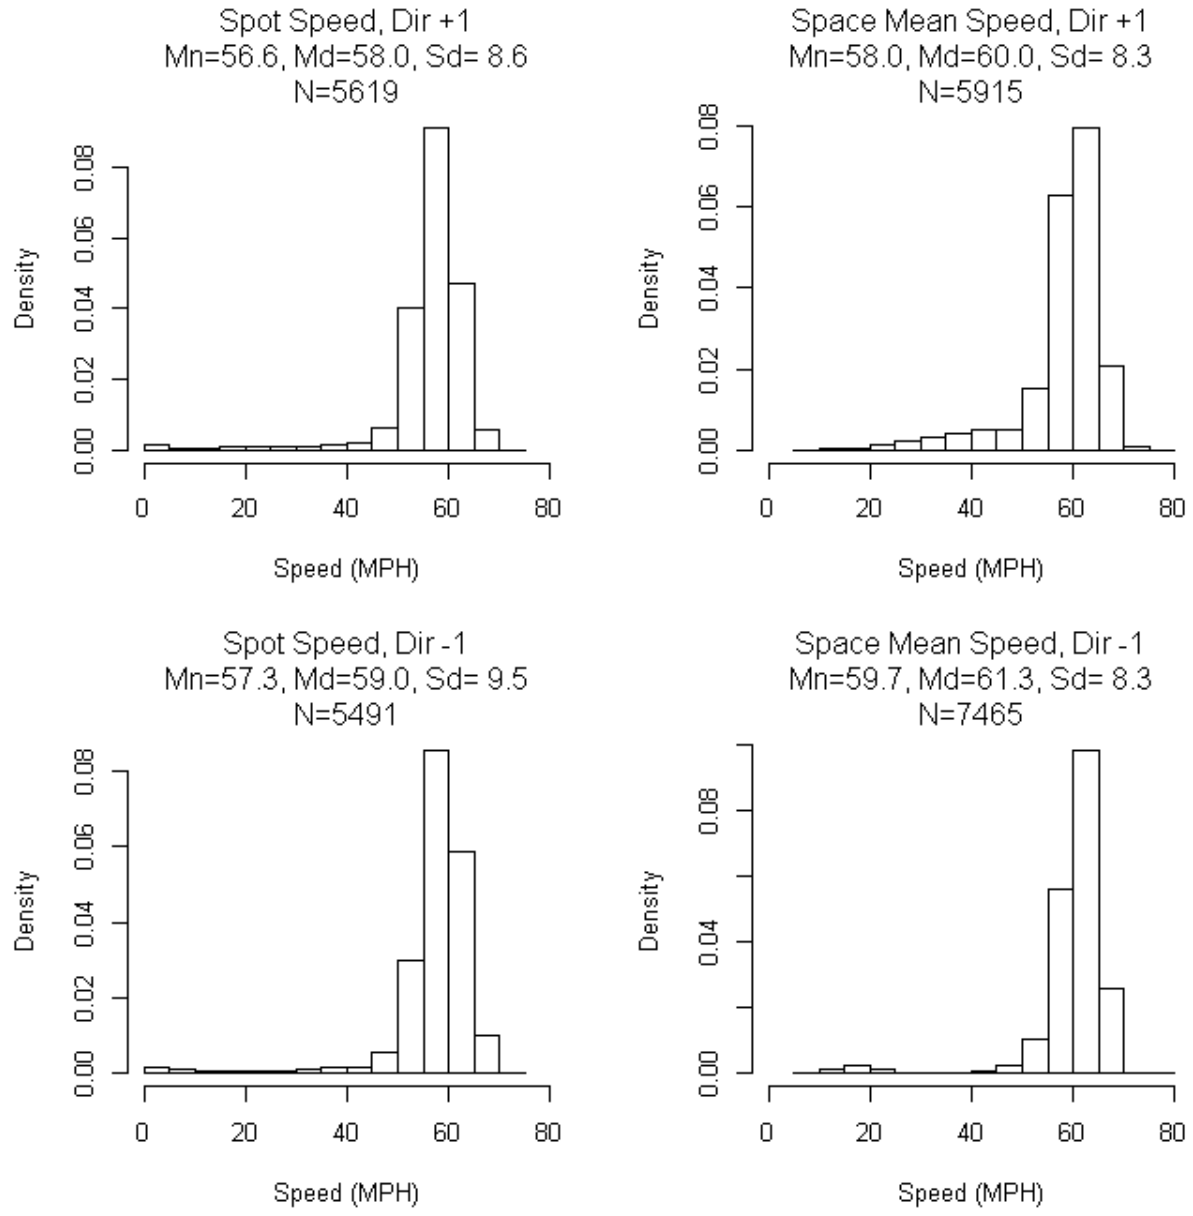 Spot Speed, Dir +1
Mn=56.6, Md=58.0, Sd= 8.6
N=5619
Density
0.00 0.02 0.04 0.06 0.08
0 20 40 60 80
Speed (MPH)
Space Mean Speed, Dir +1
Mn=58.0, Md=60.0, Sd= 8.3
N=5915
Density
0.00 0.02 0.04 0.06 0.08
0 20 40 60 80
Speed (MPH)
Spot Speed, Dir -1
Mn=57.3, Md=59.0, Sd= 9.5
N=5491
Density
0.00 0.02 0.04 0.06 0.08
0 20 40 60 80
Speed (MPH)
Space Mean Speed, Dir -1
Mn=59.7, Md=61.3, Sd= 8.3
N=7465
Density
0.00 0.04 0.08
0 20 40 60 80
Speed (MPH)